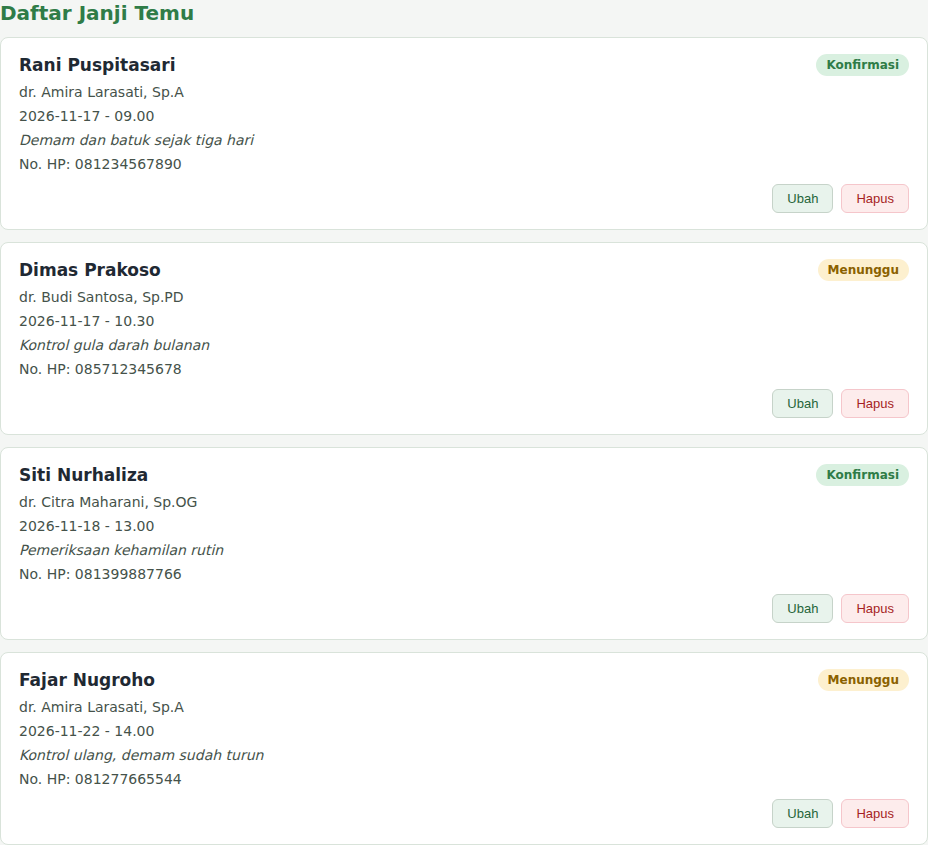 Daftar Janji Temu
Rani Puspitasari
Konfirmasi
dr. Amira Larasati, Sp.A
2026-11-17 - 09.00
Demam dan batuk sejak tiga hari
No. HP: 081234567890
Ubah
Hapus
Dimas Prakoso
Menunggu
dr. Budi Santosa, Sp.PD
2026-11-17 - 10.30
Kontrol gula darah bulanan
No. HP: 085712345678
Ubah
Hapus
Siti Nurhaliza
Konfirmasi
dr. Citra Maharani, Sp.OG
2026-11-18 - 13.00
Pemeriksaan kehamilan rutin
No. HP: 081399887766
Ubah
Hapus
Fajar Nugroho
Menunggu
dr. Amira Larasati, Sp.A
2026-11-22 - 14.00
Kontrol ulang, demam sudah turun
No. HP: 081277665544
Ubah
Hapus